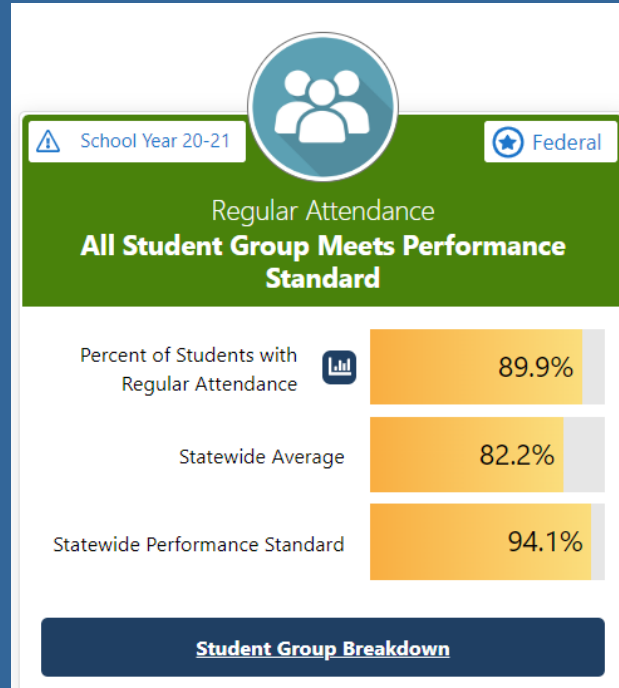 School Year 20-21
Federal
Regular Attendance
All Student Group Meets Performance
Standard
Percent of Students with
Regular Attendance
89.9%
Statewide Average
82.2%
Statewide Performance Standard
94.1%
Student Group Breakdown